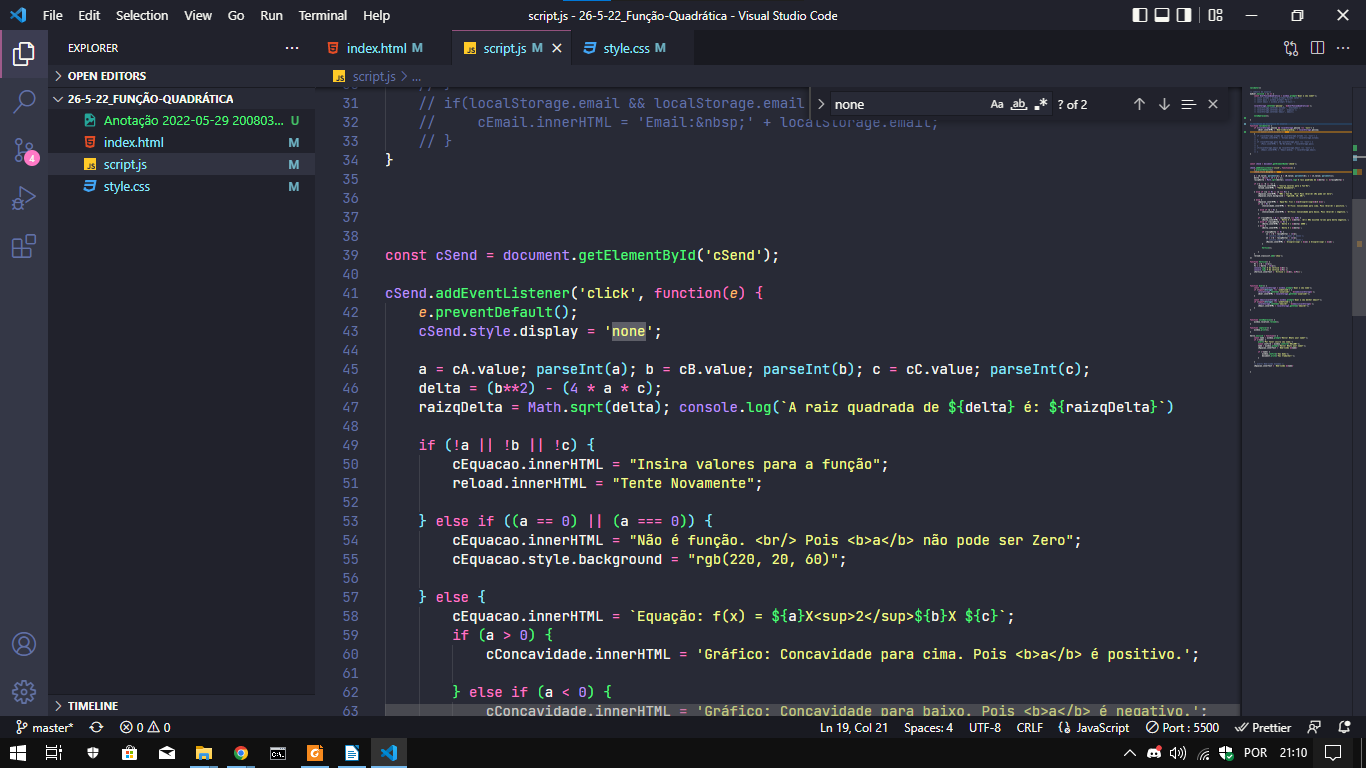 File Edit Selection View Go Run Terminal Help script.js - 26-5-22_Função-Quadrática - Visual Studio Code
EXPLORER
index.html M script.js M style.css M
OPEN EDITORS
26-5-22_FUNÇÃO-QUADRÁTICA
Anotação 2022-05-29 200803... U
index.html M
script.js M
style.css M
4
TIMELINE
script.js > ...
none Aa ab ? of 2
31 // if(localStorage.email && localStorage.email
32 // cEmail.innerHTML = 'Email:&nbsp;' + localStorage.email;
33 // }
34 }
35
36
37
38
39 const cSend = document.getElementById('cSend');
40
41 cSend.addEventListener('click', function(e) {
42 e.preventDefault();
43 cSend.style.display = 'none';
44
45 a = cA.value; parseInt(a); b = cB.value; parseInt(b); c = cC.value; parseInt(c);
46 delta = (b**2) - (4 * a * c);
47 raizqDelta = Math.sqrt(delta); console.log(`A raiz quadrada de ${delta} é: ${raizqDelta}`)
48
49 if (!a || !b || !c) {
50 cEquacao.innerHTML = "Insira valores para a função";
51 reload.innerHTML = "Tente Novamente";
52
53 } else if ((a == 0) || (a === 0)) {
54 cEquacao.innerHTML = "Não é função. <br/> Pois <b>a</b> não pode ser Zero";
55 cEquacao.style.background = "rgb(220, 20, 60)";
56
57 } else {
58 cEquacao.innerHTML = `Equação: f(x) = ${a}X<sup>2</sup>${b}X ${c}`;
59 if (a > 0) {
60 cConcavidade.innerHTML = 'Gráfico: Concavidade para cima. Pois <b>a</b> é positivo.';
61
62 } else if (a < 0) {
63 cConcavidade.innerHTML = 'Gráfico: Concavidade para baixo. Pois <b>a</b> é negativo.';
master* 0 0 Ln 19, Col 21 Spaces: 4 UTF-8 CRLF {} JavaScript Port : 5500 Prettier
POR 21:10